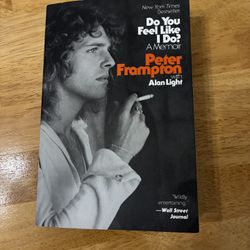 New York Times
Bestseller
Do You
Feel Like
I Do?
A Memoir
Peter
Frampton
with
Alan Light
"Wildly
entertaining."
—Wall Street
Journal